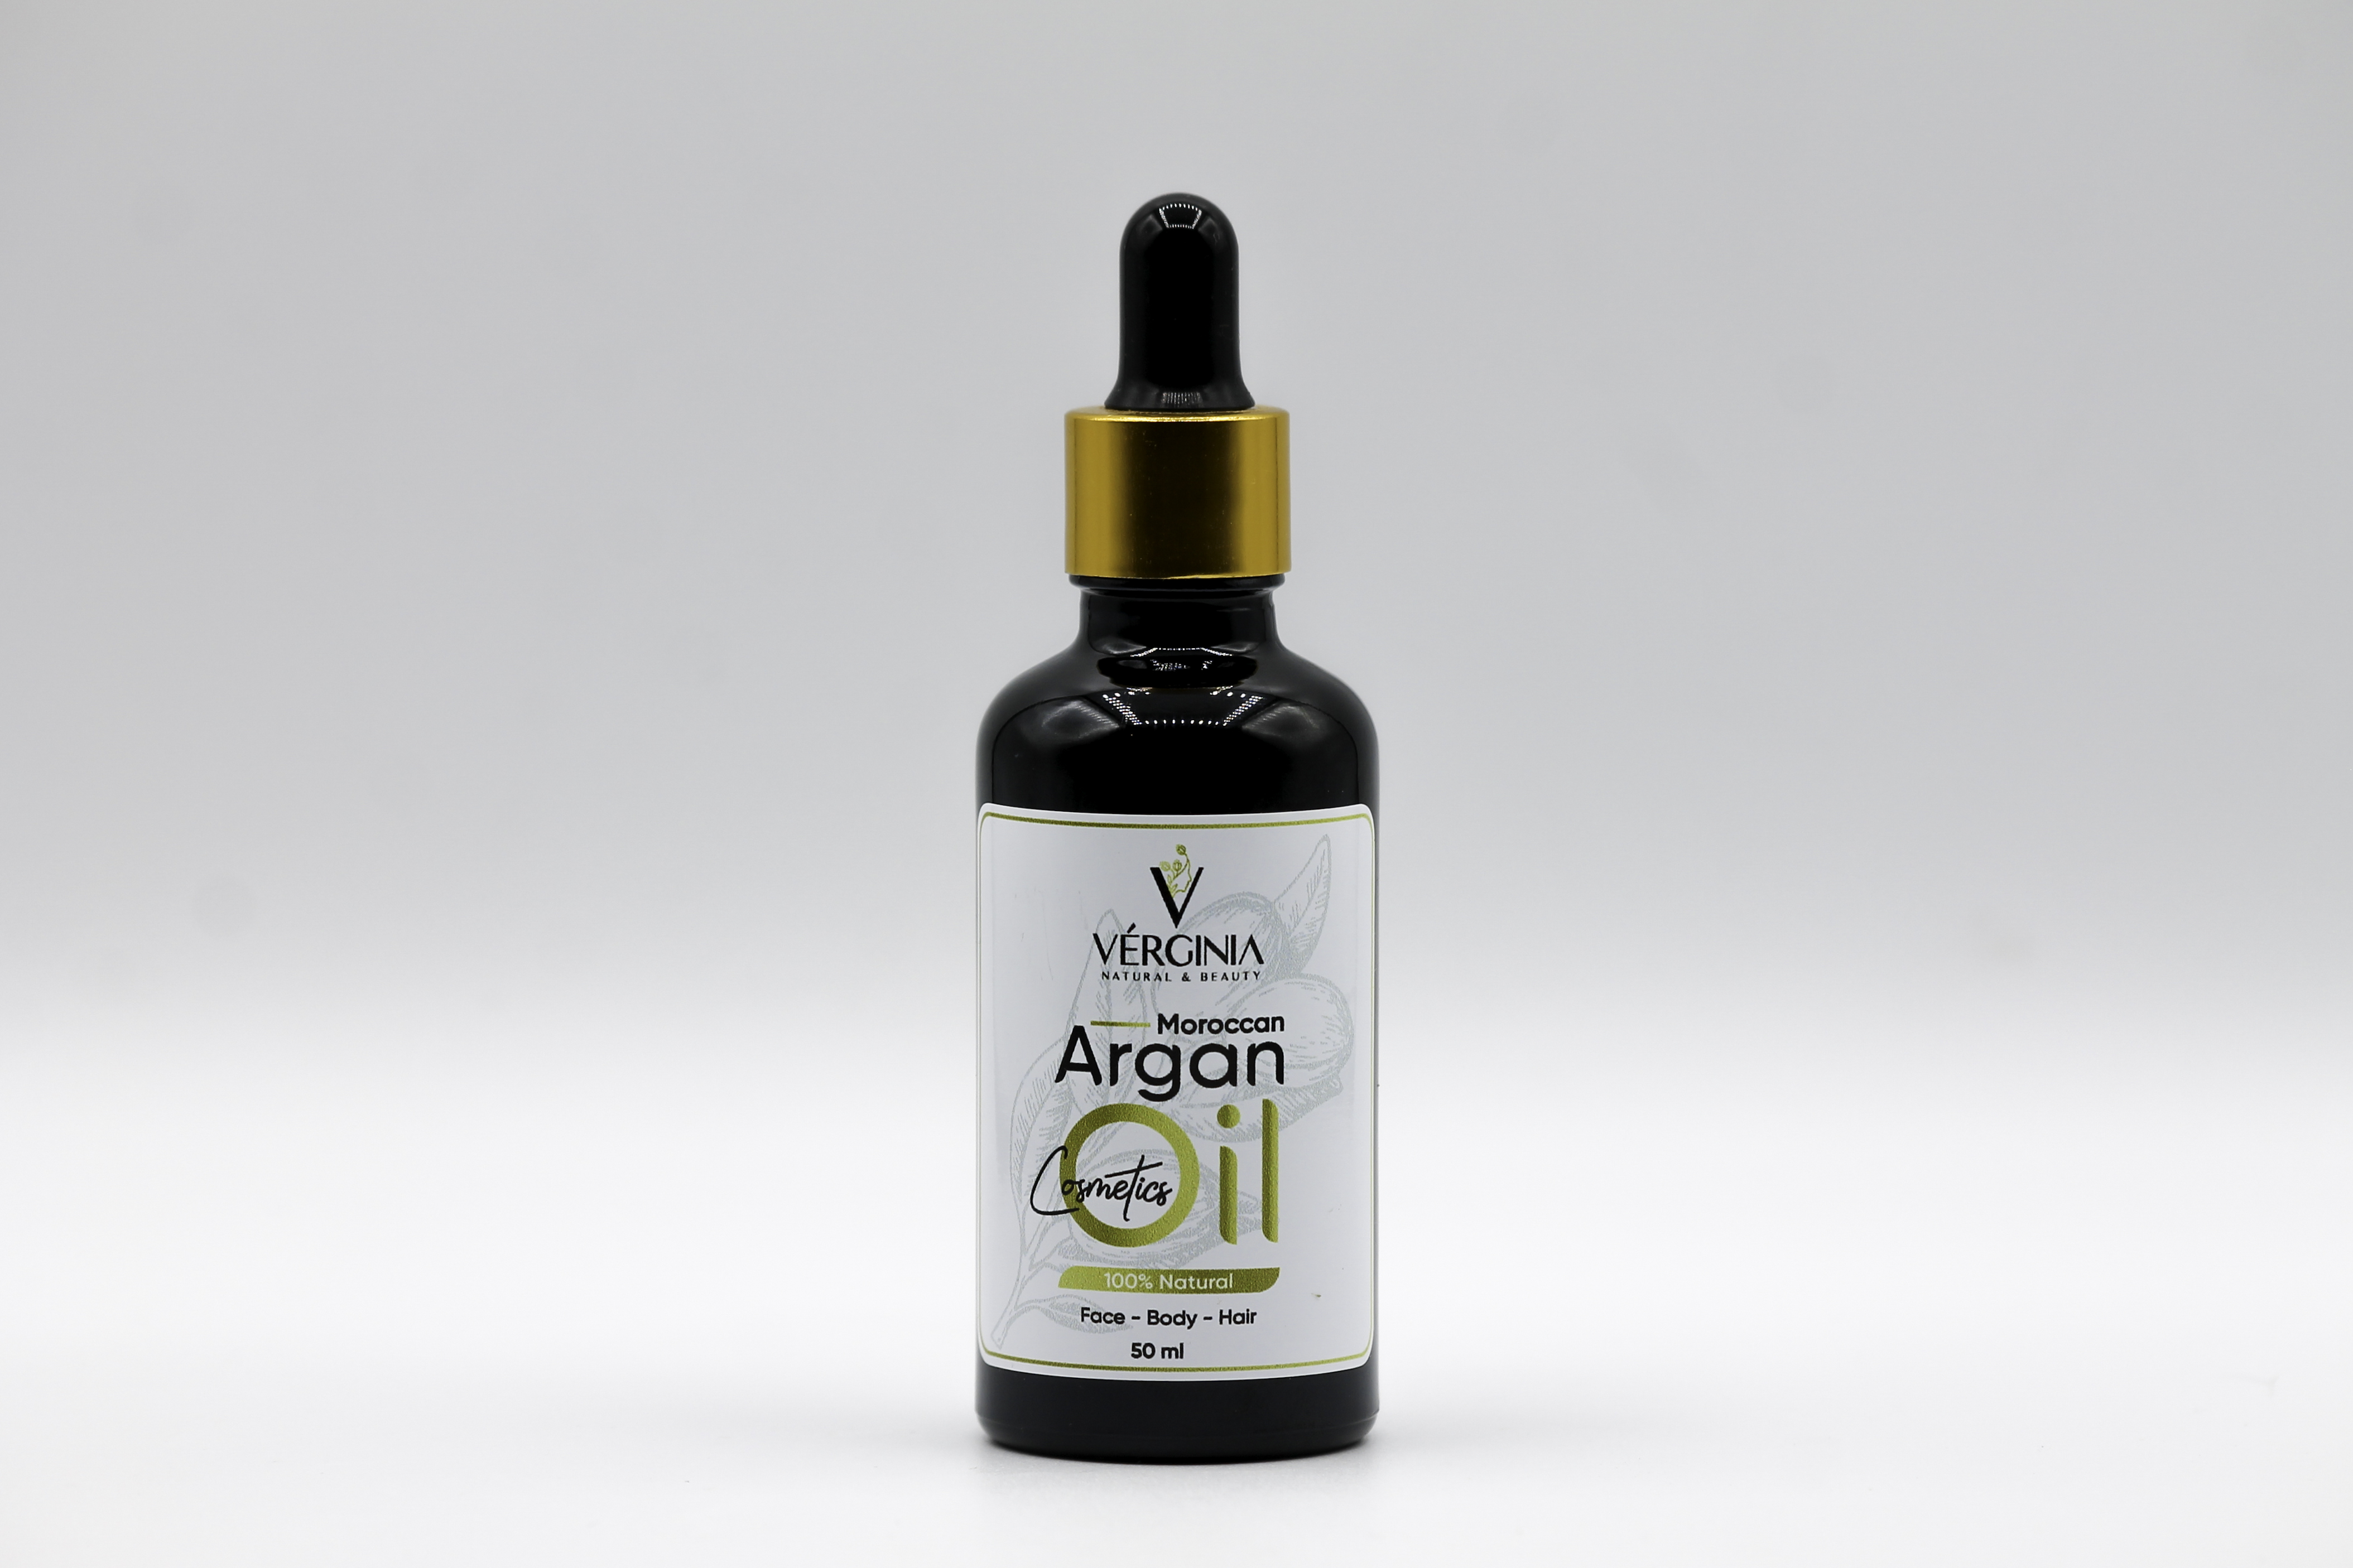 VÉRGINIA
NATURAL & BEAUTY
Moroccan
Argan
Oil
Cosmetics
100% Natural
Face - Body - Hair
50 ml